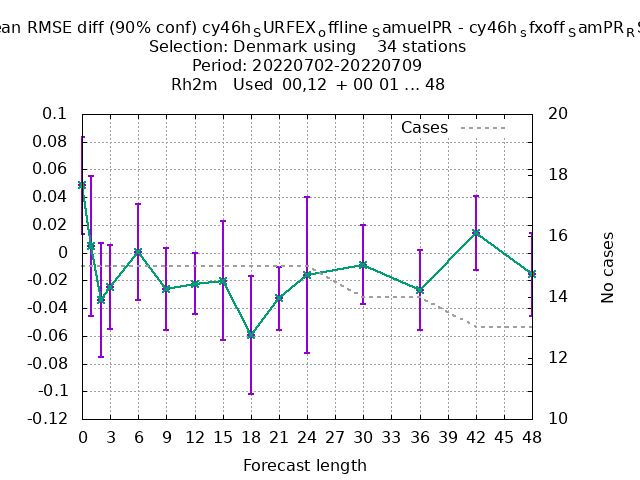 ean RMSE diff (90% conf) cy46h_SURFEX_offline_SamuelPR - cy46h_sfxoff_SamPR_RS
Selection: Denmark using 34 stations
Period: 20220702-20220709
Rh2m Used 00,12 + 00 01 ... 48
0.1
0.08
0.06
0.04
0.02
0
-0.02
-0.04
-0.06
-0.08
-0.1
-0.12
Cases
20
18
16
14
12
10
No cases
0 3 6 9 12 15 18 21 24 27 30 33 36 39 42 45 48
Forecast length